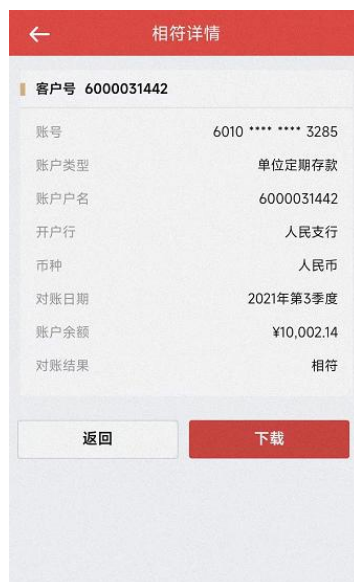 相符详情
客户号 6000031442
账号 6010 **** **** 3285
账户类型 单位定期存款
账户户名 6000031442
开户行 人民支行
币种 人民币
对账日期 2021年第3季度
账户余额 ¥10,002.14
对账结果 相符
返回 下载